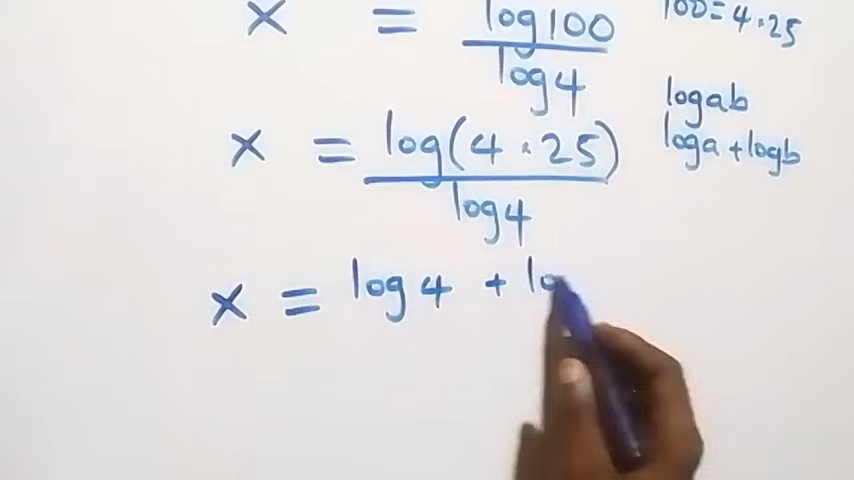 x = log100
log4
100=4.25
logab
loga + logb
x = log(4.25)
log4
x = log4 + lo